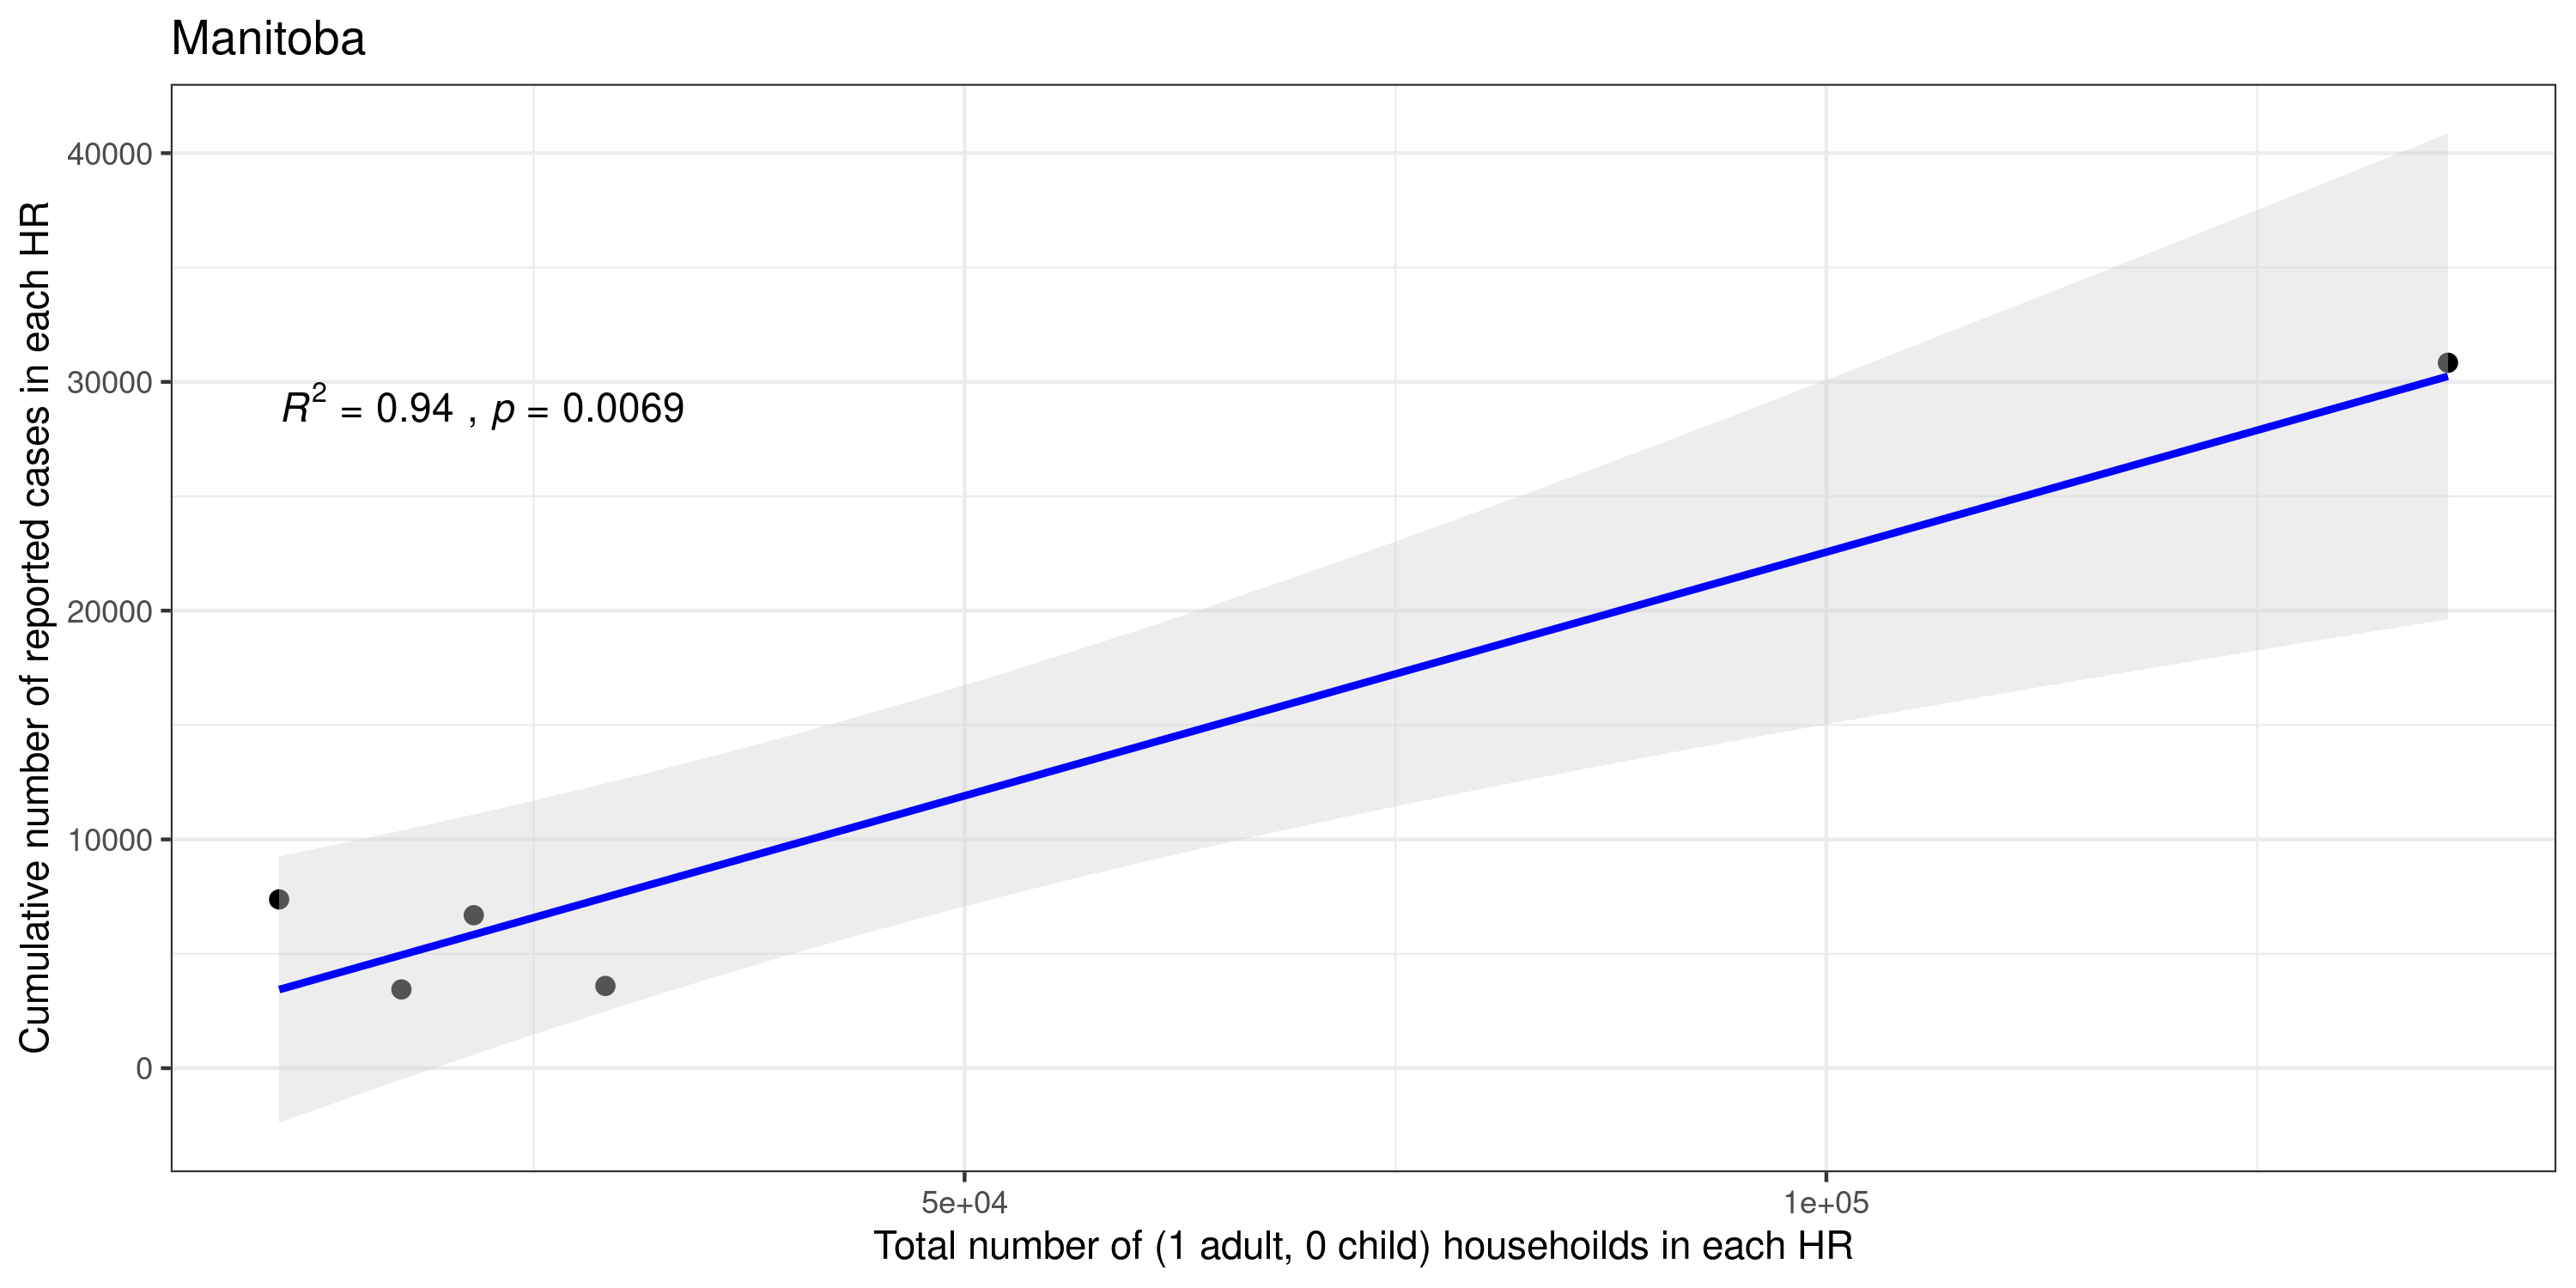 Manitoba
Cumulative number of reported cases in each HR
40000
30000
20000
10000
0
R² = 0.94 , p = 0.0069
5e+04
1e+05
Total number of (1 adult, 0 child) househoilds in each HR